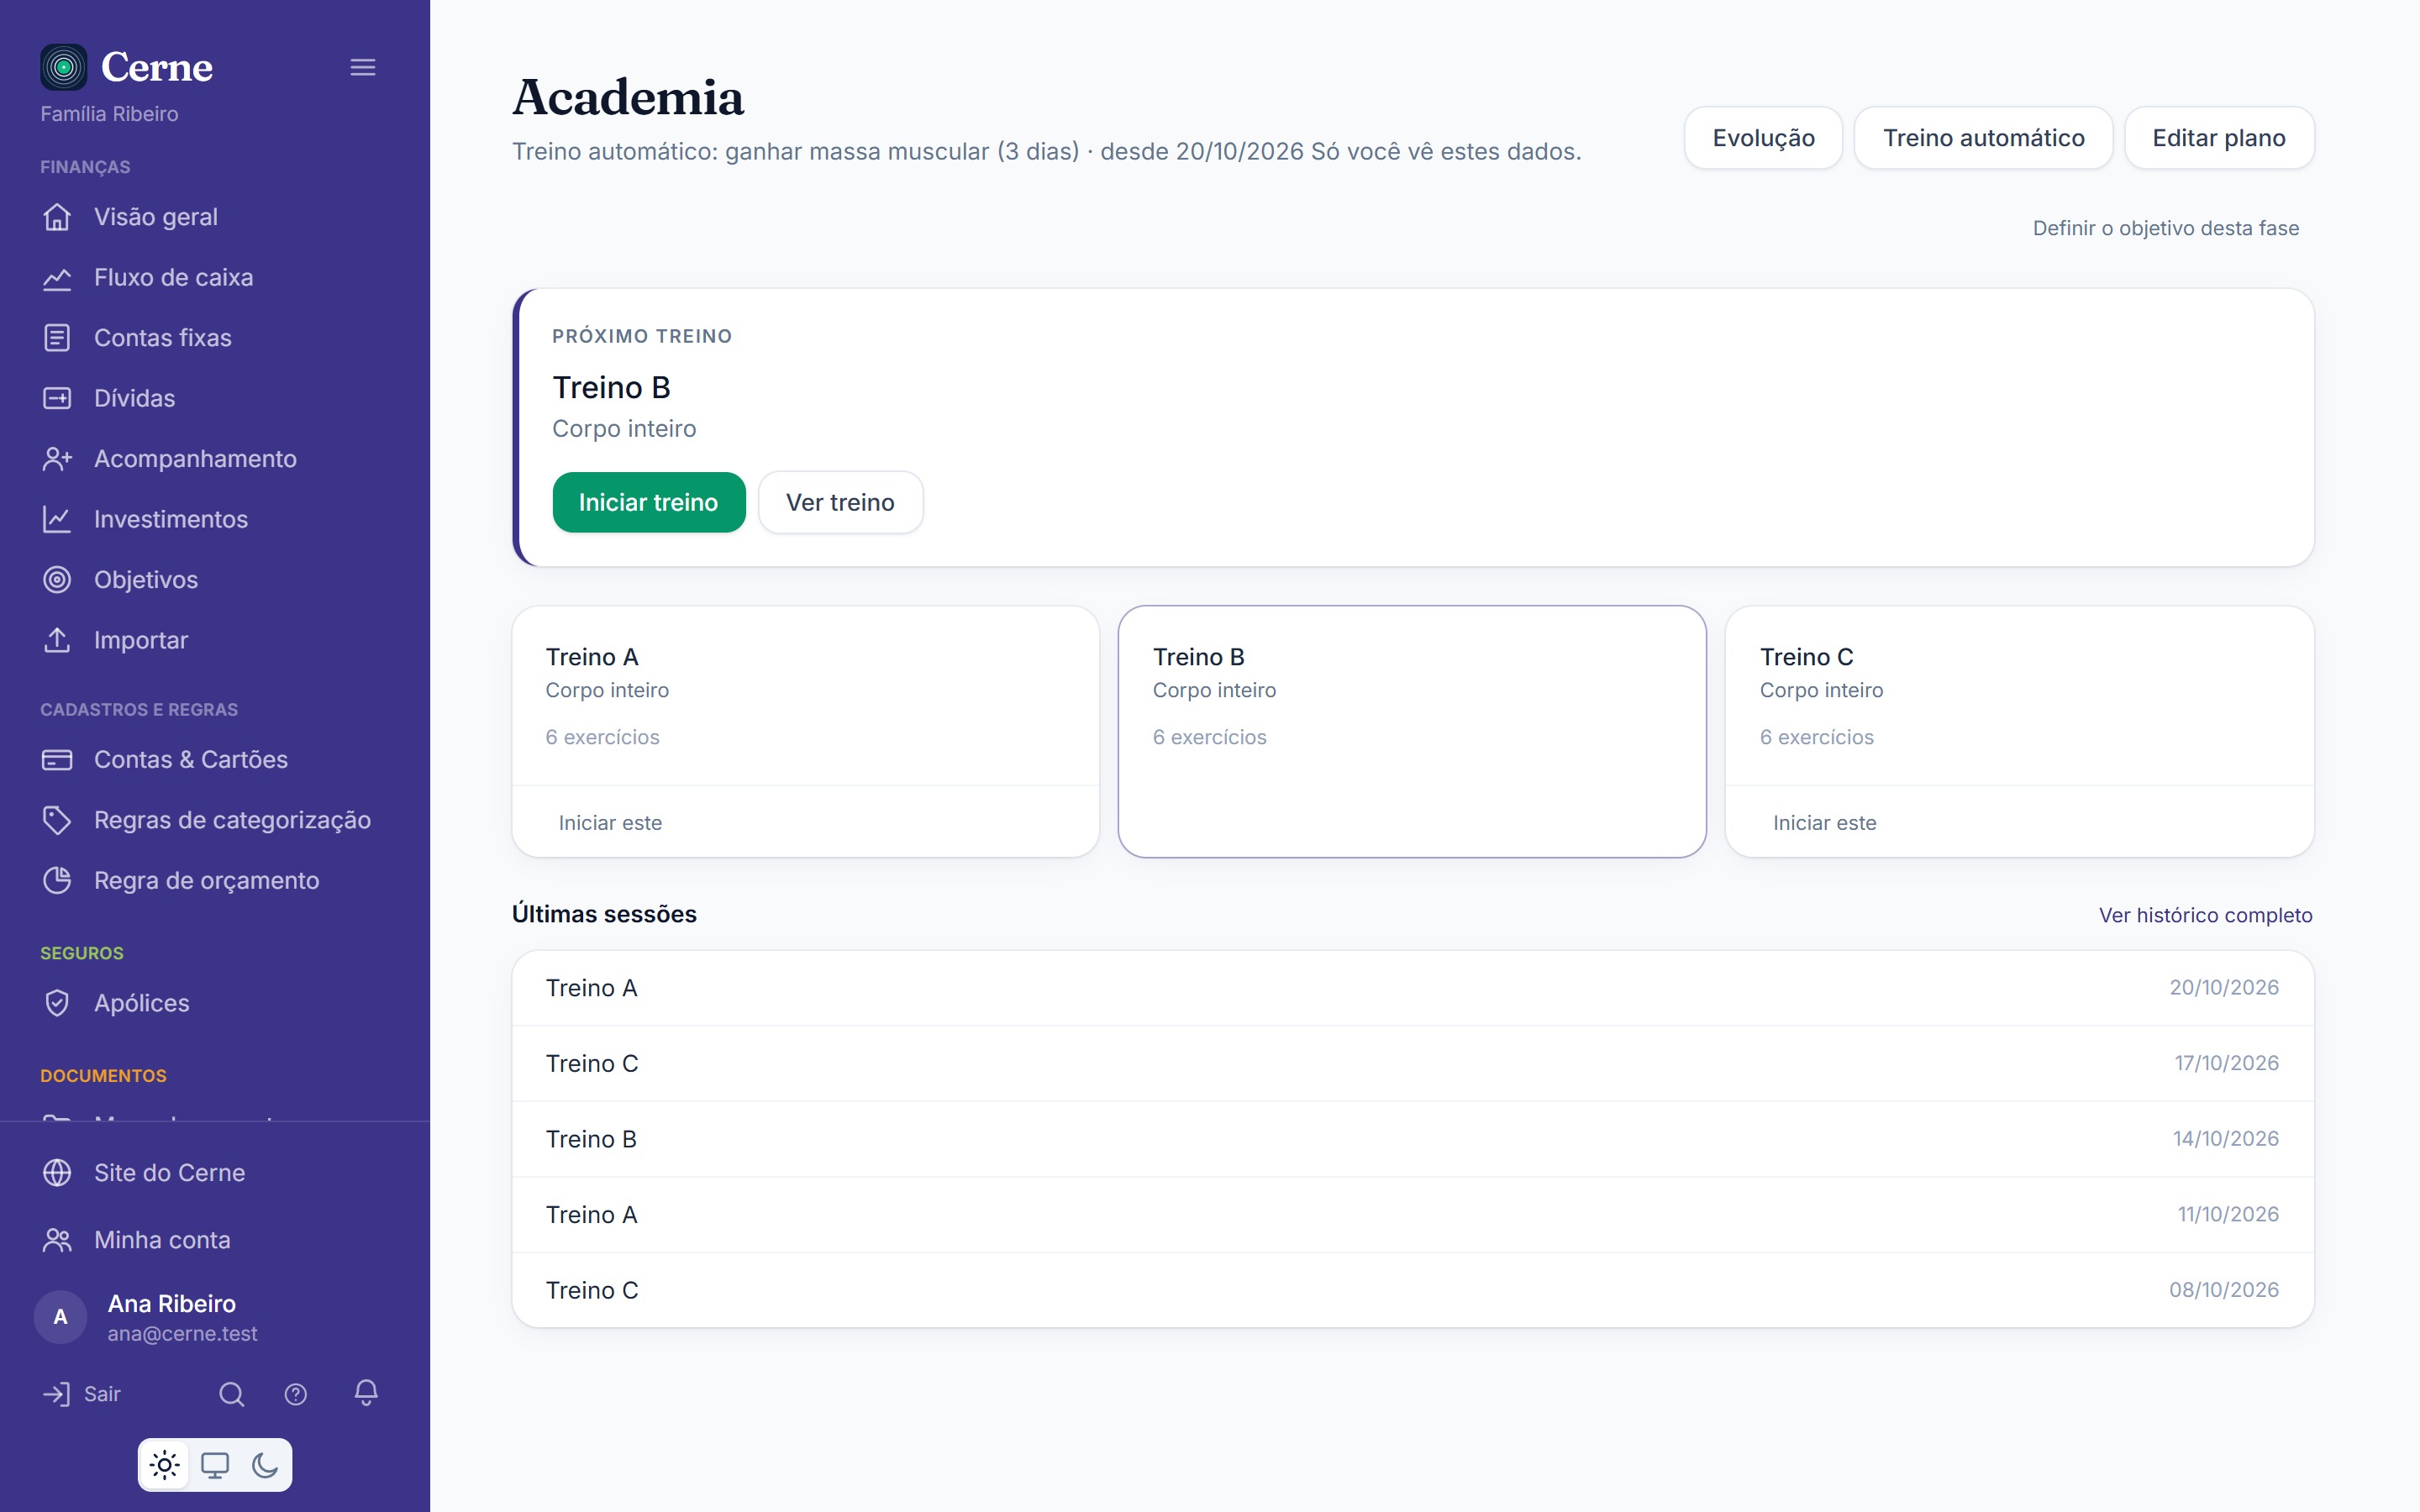 Cerne
Família Ribeiro
FINANÇAS
Visão geral
Fluxo de caixa
Contas fixas
Dívidas
Acompanhamento
Investimentos
Objetivos
Importar
CADASTROS E REGRAS
Contas & Cartões
Regras de categorização
Regra de orçamento
SEGUROS
Apólices
DOCUMENTOS
Site do Cerne
Minha conta
A
Ana Ribeiro
ana@cerne.test
Sair
Academia
Treino automático: ganhar massa muscular (3 dias) · desde 20/10/2026 Só você vê estes dados.
Evolução
Treino automático
Editar plano
Definir o objetivo desta fase
PRÓXIMO TREINO
Treino B
Corpo inteiro
Iniciar treino
Ver treino
Treino A
Corpo inteiro
6 exercícios
Iniciar este
Treino B
Corpo inteiro
6 exercícios
Treino C
Corpo inteiro
6 exercícios
Iniciar este
Últimas sessões
Ver histórico completo
Treino A 20/10/2026
Treino C 17/10/2026
Treino B 14/10/2026
Treino A 11/10/2026
Treino C 08/10/2026